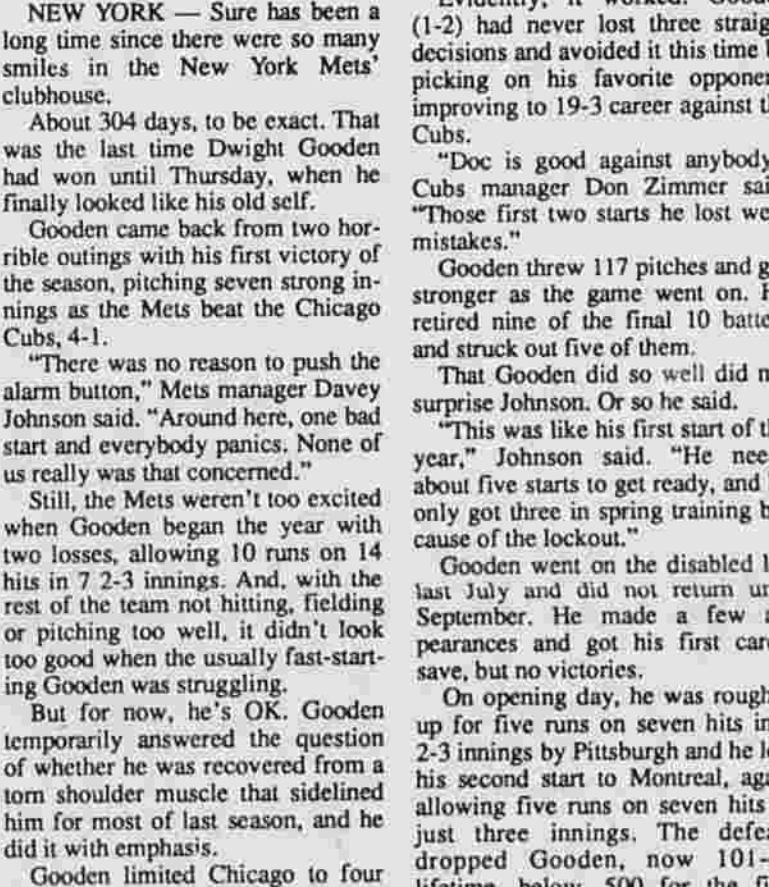 NEW YORK — Sure has been a
long time since there were so many
smiles in the New York Mets'
clubhouse.
About 304 days, to be exact. That
was the last time Dwight Gooden
had won until Thursday, when he
finally looked like his old self.
Gooden came back from two hor-
rible outings with his first victory of
the season, pitching seven strong in-
nings as the Mets beat the Chicago
Cubs, 4-1.
"There was no reason to push the
alarm button," Mets manager Davey
Johnson said. "Around here, one bad
start and everybody panics. None of
us really was that concerned."
Still, the Mets weren't too excited
when Gooden began the year with
two losses, allowing 10 runs on 14
hits in 7 2-3 innings. And, with the
rest of the team not hitting, fielding
or pitching too well, it didn't look
too good when the usually fast-start-
ing Gooden was struggling.
But for now, he's OK. Gooden
temporarily answered the question
of whether he was recovered from a
torn shoulder muscle that sidelined
him for most of last season, and he
did it with emphasis.
Gooden limited Chicago to four
(1-2) had never lost three straig
decisions and avoided it this time
picking on his favorite oppone
improving to 19-3 career against t
Cubs.
"Doc is good against anybody
Cubs manager Don Zimmer sai
"Those first two starts he lost we
mistakes."
Gooden threw 117 pitches and g
stronger as the game went on. H
retired nine of the final 10 batte
and struck out five of them.
That Gooden did so well did n
surprise Johnson. Or so he said.
"This was like his first start of t
year," Johnson said. "He nee
about five starts to get ready, and
only got three in spring training b
cause of the lockout."
Gooden went on the disabled l
last July and did not return un
September. He made a few a
pearances and got his first care
save, but no victories.
On opening day, he was rough
up for five runs on seven hits in
2-3 innings by Pittsburgh and he l
his second start to Montreal, aga
allowing five runs on seven hits
just three innings. The defea
dropped Gooden, now 101-
lifetime, below .500 for the fi